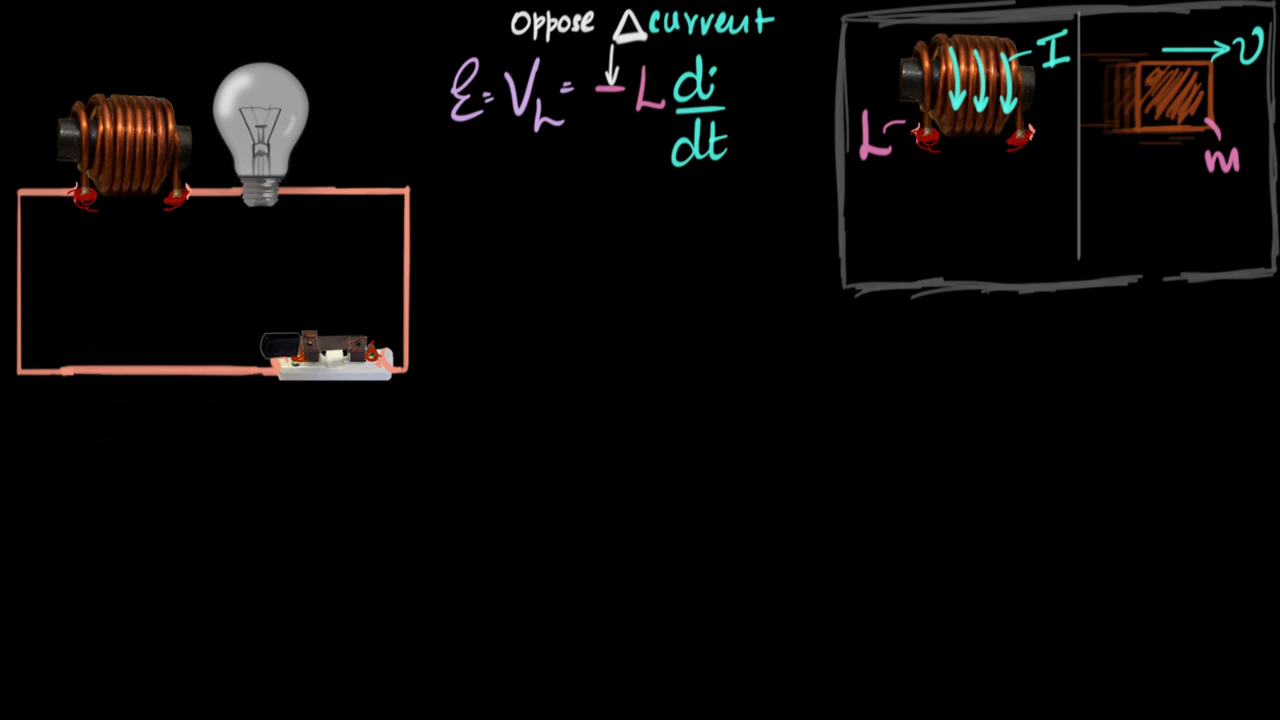 oppose Δcurrent
ℰ = V_L = - L di/dt
L
I
v
m